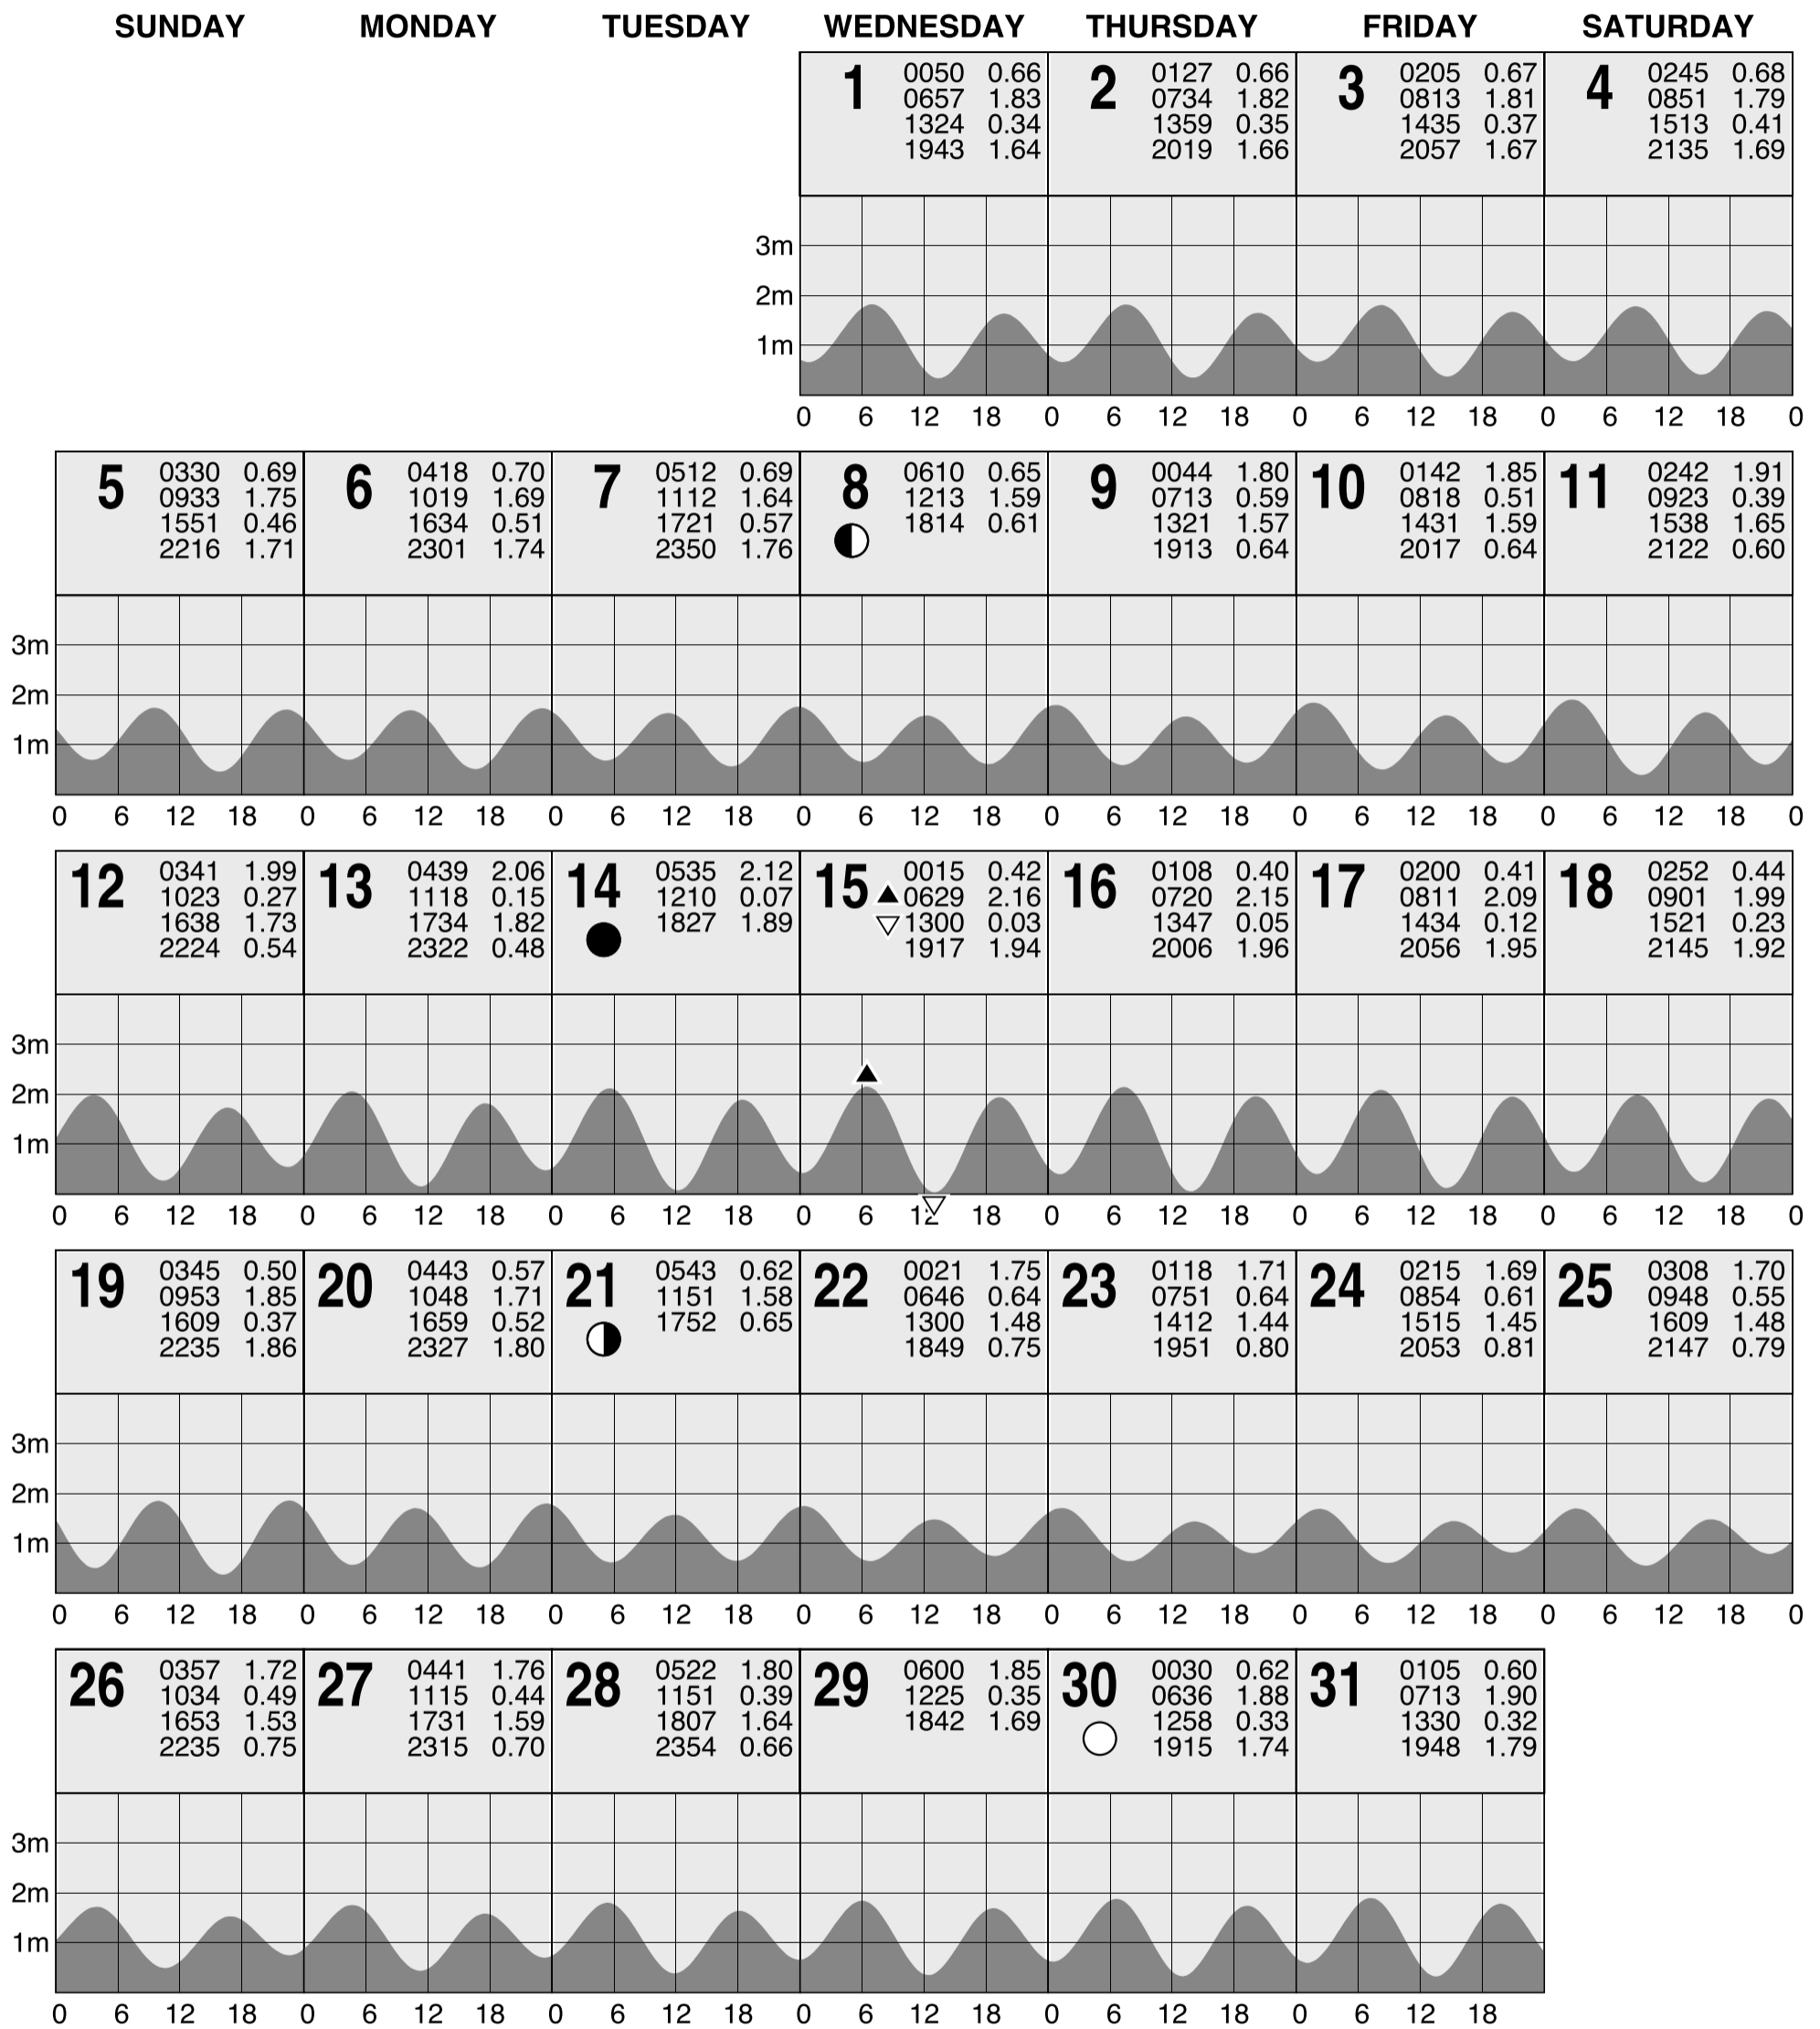 SUNDAY MONDAY TUESDAY WEDNESDAY THURSDAY FRIDAY SATURDAY
1 0050 0.66 2 0127 0.66 3 0205 0.67 4 0245 0.68
0657 1.83 0734 1.82 0813 1.81 0851 1.79
1324 0.34 1359 0.35 1435 0.37 1513 0.41
1943 1.64 2019 1.66 2057 1.67 2135 1.69
3m
2m
1m
0 6 12 18 0 6 12 18 0 6 12 18 0 6 12 18 0
5 0330 0.69 6 0418 0.70 7 0512 0.69 8 0610 0.65 9 0044 1.80 10 0142 1.85 11 0242 1.91
0933 1.75 1019 1.69 1112 1.64 1213 1.59 0713 0.59 0818 0.51 0923 0.39
1551 0.46 1634 0.51 1721 0.57 1814 0.61 1321 1.57 1431 1.59 1538 1.65
2216 1.71 2301 1.74 2350 1.76 1913 0.64 2017 0.64 2122 0.60
3m
2m
1m
0 6 12 18 0 6 12 18 0 6 12 18 0 6 12 18 0 6 12 18 0 6 12 18 0 6 12 18 0
12 0341 1.99 13 0439 2.06 14 0535 2.12 15 0015 0.42 16 0108 0.40 17 0200 0.41 18 0252 0.44
1023 0.27 1118 0.15 1210 0.07 0629 2.16 0720 2.15 0811 2.09 0901 1.99
1638 1.73 1734 1.82 1827 1.89 1300 0.03 1347 0.05 1434 0.12 1521 0.23
2224 0.54 2322 0.48 1917 1.94 2006 1.96 2056 1.95 2145 1.92
3m
2m
1m
0 6 12 18 0 6 12 18 0 6 12 18 0 6 12 18 0 6 12 18 0 6 12 18 0 6 12 18 0
19 0345 0.50 20 0443 0.57 21 0543 0.62 22 0021 1.75 23 0118 1.71 24 0215 1.69 25 0308 1.70
0953 1.85 1048 1.71 1151 1.58 0646 0.64 0751 0.64 0854 0.61 0948 0.55
1609 0.37 1659 0.52 1752 0.65 1300 1.48 1412 1.44 1515 1.45 1609 1.48
2235 1.86 2327 1.80 1849 0.75 1951 0.80 2053 0.81 2147 0.79
3m
2m
1m
0 6 12 18 0 6 12 18 0 6 12 18 0 6 12 18 0 6 12 18 0 6 12 18 0 6 12 18 0
26 0357 1.72 27 0441 1.76 28 0522 1.80 29 0600 1.85 30 0030 0.62 31 0105 0.60
1034 0.49 1115 0.44 1151 0.39 1225 0.35 0636 1.88 0713 1.90
1653 1.53 1731 1.59 1807 1.64 1842 1.69 1258 0.33 1330 0.32
2235 0.75 2315 0.70 2354 0.66 1915 1.74 1948 1.79
3m
2m
1m
0 6 12 18 0 6 12 18 0 6 12 18 0 6 12 18 0 6 12 18 0 6 12 18